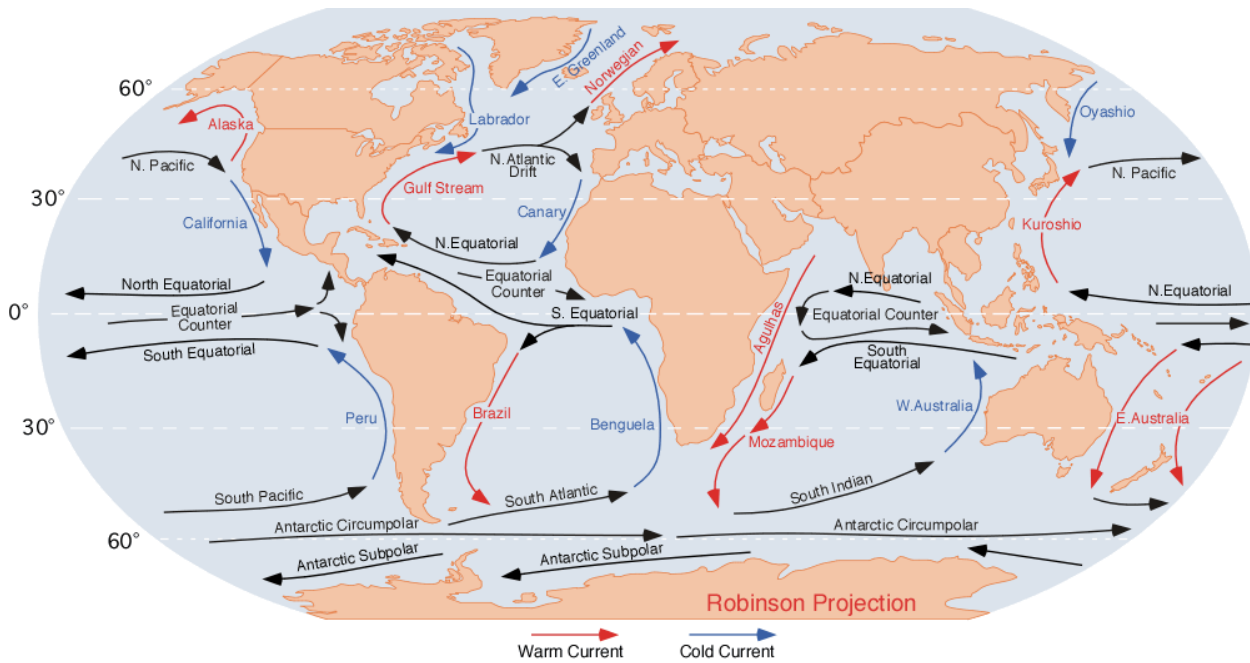 E. Greenland
Norwegian
60°
Labrador
Alaska
Oyashio
N. Pacific
N.Atlantic
Drift
N. Pacific
Gulf Stream
30°
California
Canary
Kuroshio
N.Equatorial
North Equatorial
Equatorial
Counter
N.Equatorial
N.Equatorial
0°
Equatorial
Counter
S. Equatorial
Agulhas
Equatorial Counter
South Equatorial
South
Equatorial
Peru
Brazil
Benguela
W.Australia
E.Australia
30°
Mozambique
South Pacific
South Atlantic
South Indian
Antarctic Circumpolar
Antarctic Circumpolar
60°
Antarctic Subpolar
Antarctic Subpolar
Robinson Projection
Warm Current
Cold Current